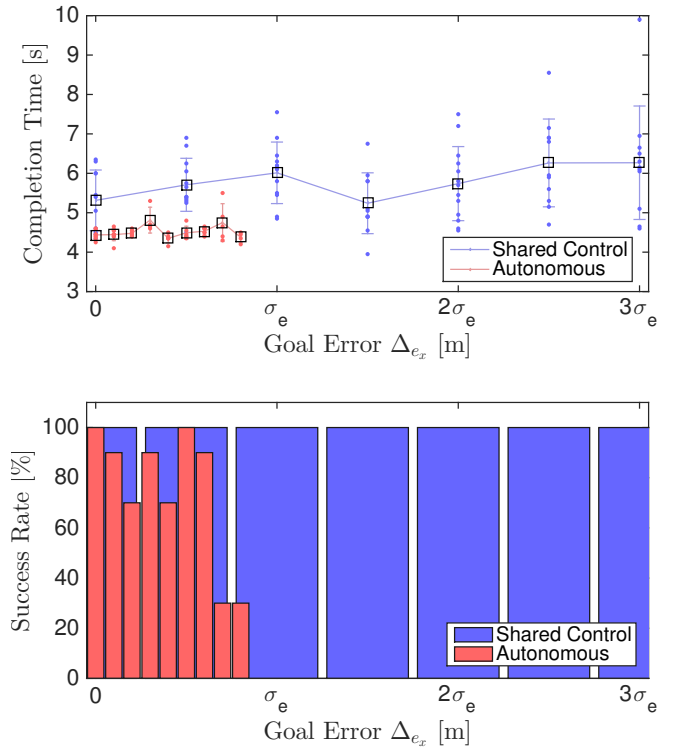 10
9
8
7
6
5
4
3
Completion Time [s]
0 σe 2σe 3σe
Goal Error Δex [m]
Shared Control
Autonomous
100
80
60
40
20
0
Success Rate [%]
0 σe 2σe 3σe
Goal Error Δex [m]
Shared Control
Autonomous